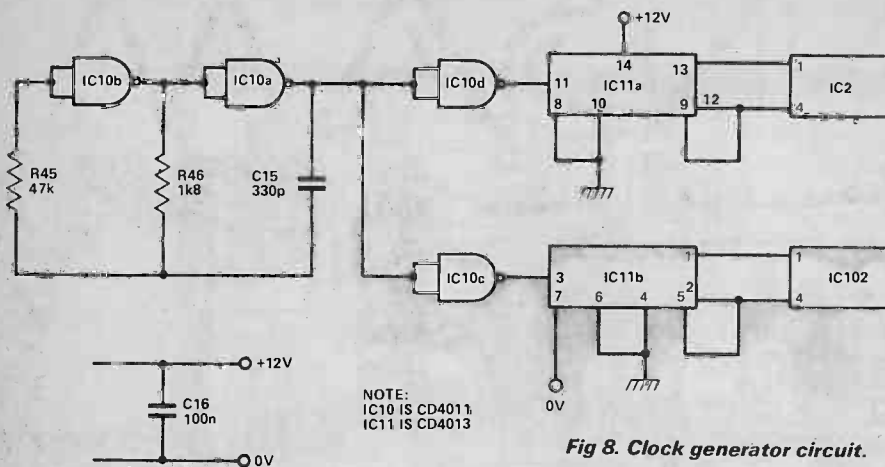 +12V
IC10b
IC10a
IC10d
11
14
IC11a
13
12
8
10
9
1
IC2
4
R45
47k
R46
1k8
C15
330p
IC10c
3
IC11b
1
2
7
6
4
5
1
IC102
4
+12V
C16
100n
0V
NOTE:
IC10 IS CD4011,
IC11 IS CD4013
0V
Fig 8. Clock generator circuit.